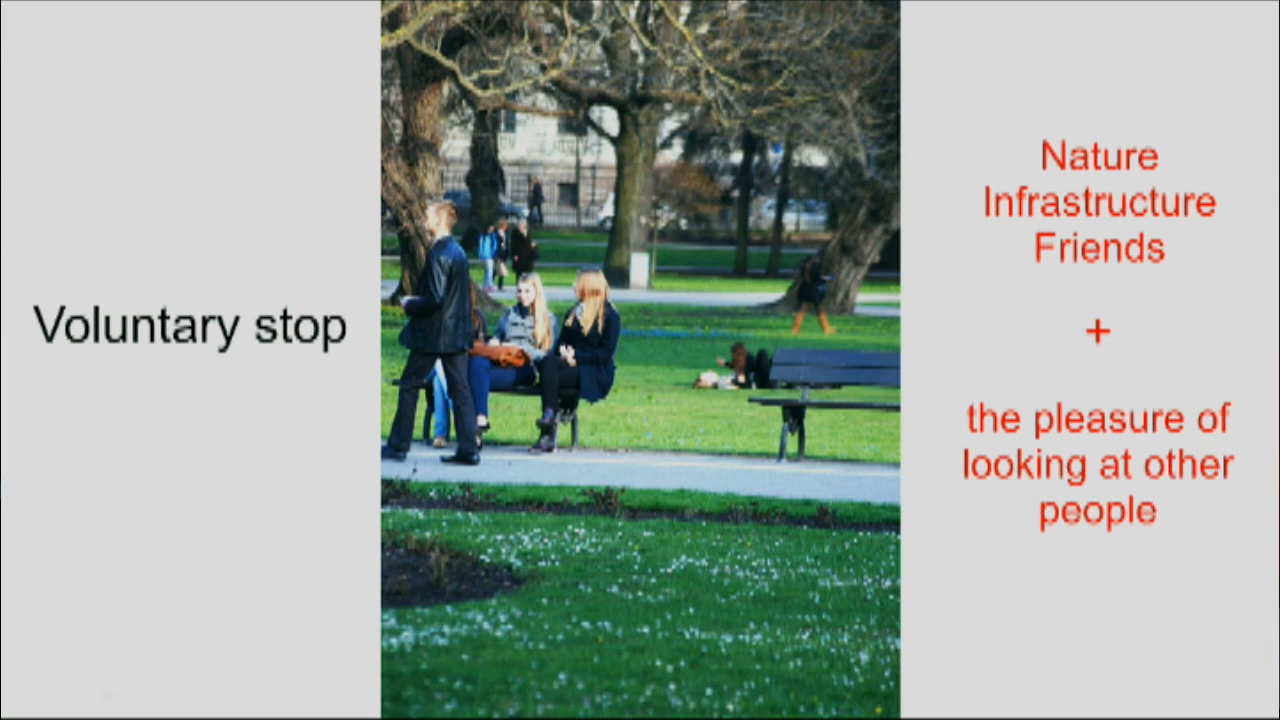 Voluntary stop
Nature
Infrastructure
Friends
+
the pleasure of
looking at other
people